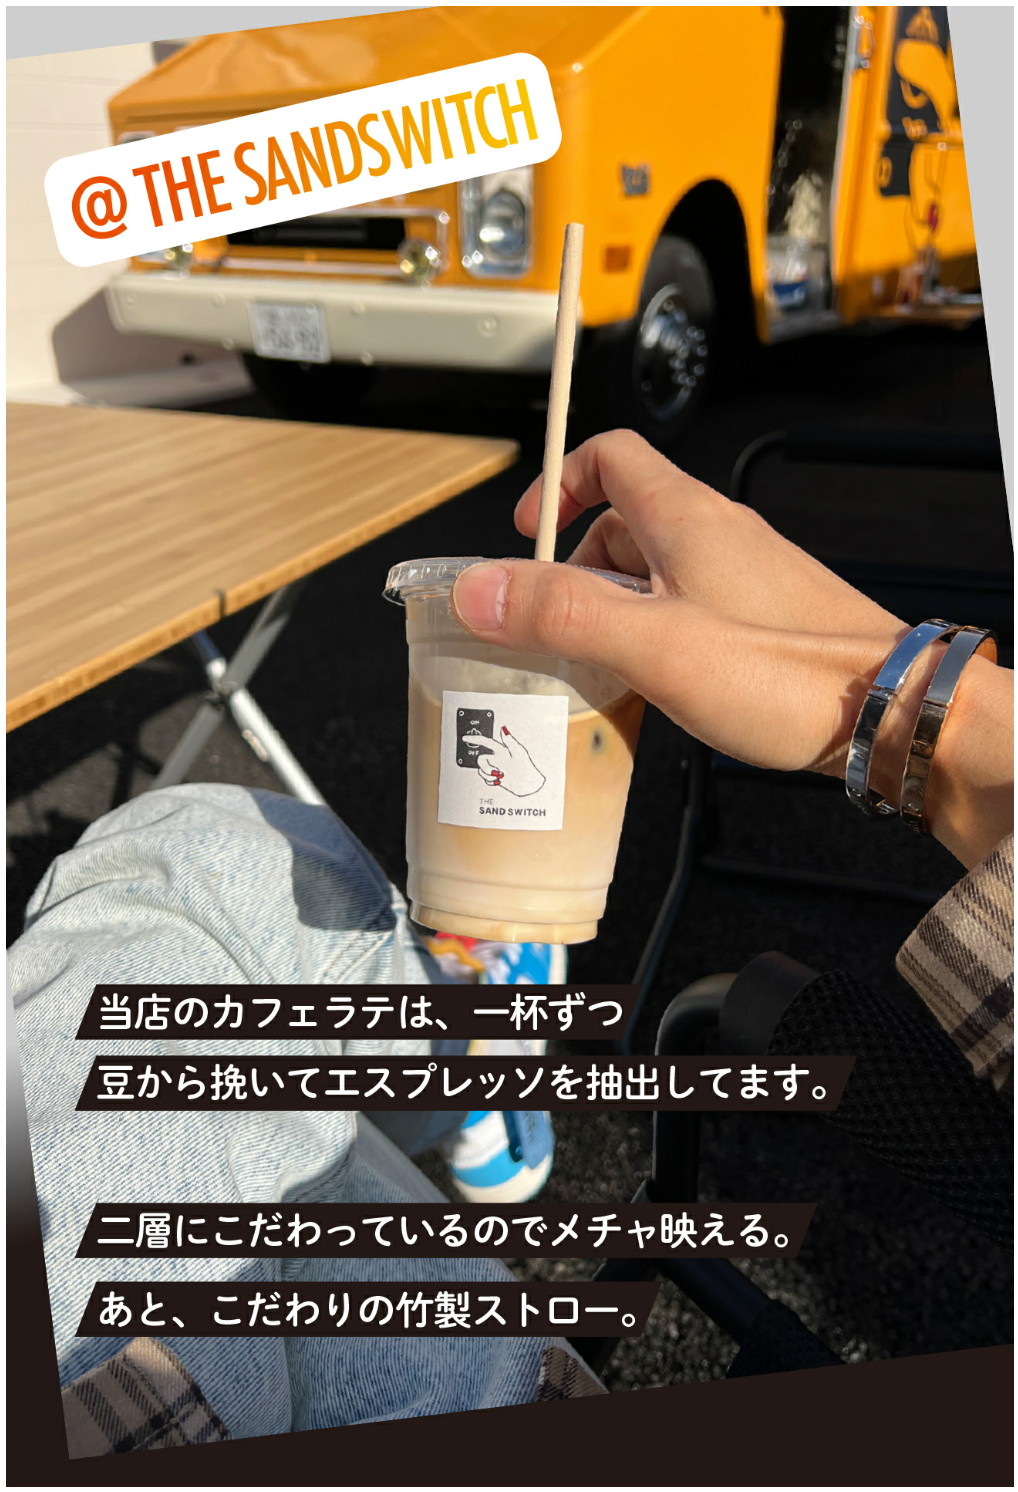 @ THE SANDSWITCH
ON
OFF
THE
SAND SWITCH
当店のカフェラテは、一杯ずつ
豆から挽いてエスプレッソを抽出してます。
二層にこだわっているのでメチャ映える。
あと、こだわりの竹製ストロー。